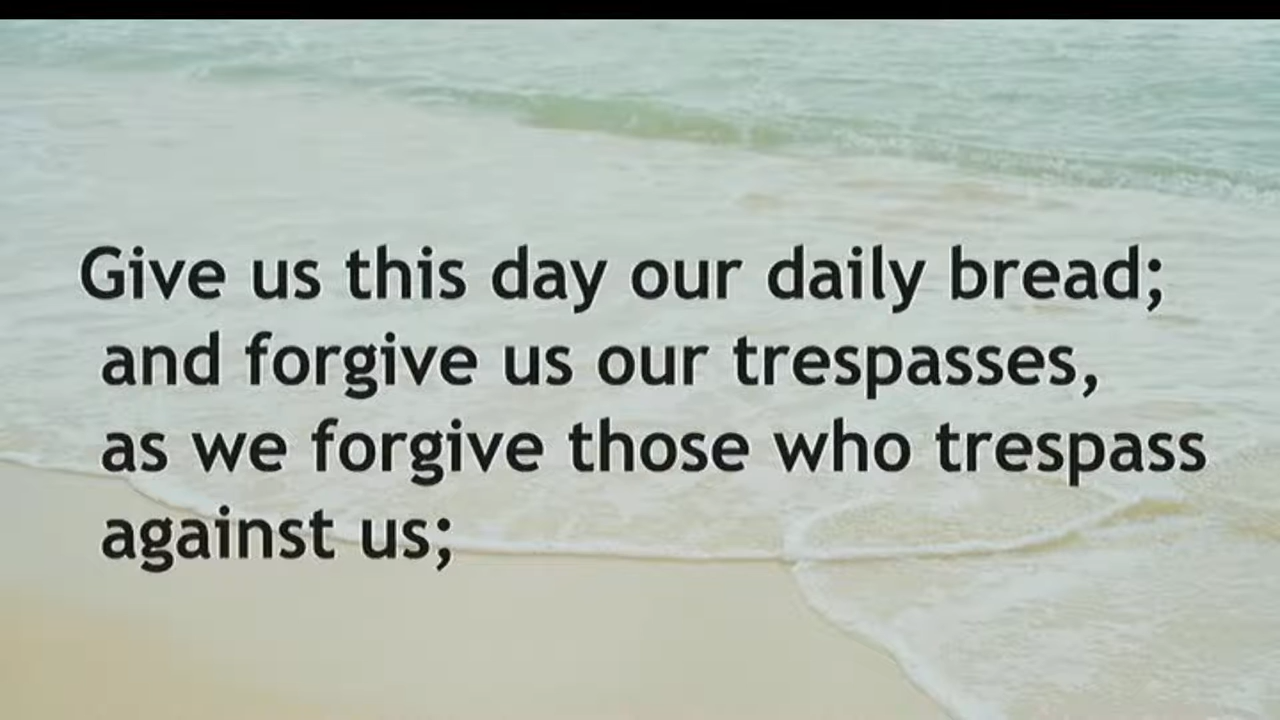 Give us this day our daily bread;
and forgive us our trespasses,
as we forgive those who trespass
against us;